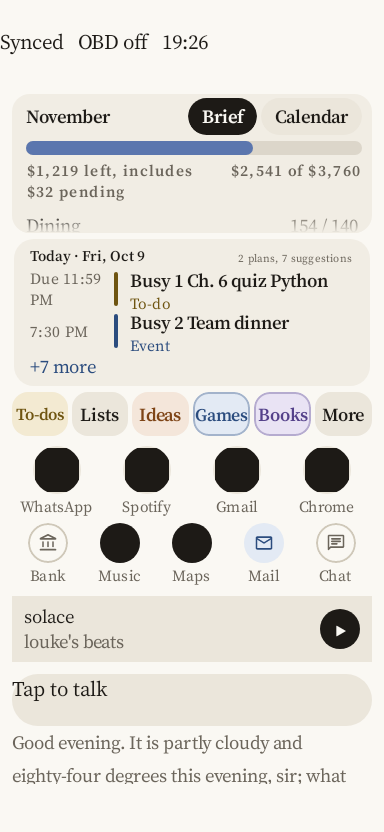 Synced OBD off 19:26
November Brief Calendar
$1,219 left, includes $2,541 of $3,760
$32 pending
Dining 154 / 140
Today · Fri, Oct 9 2 plans, 7 suggestions
Due 11:59 PM Busy 1 Ch. 6 quiz Python
To-do
7:30 PM Busy 2 Team dinner
Event
+7 more
To-dos Lists Ideas Games Books More
WhatsApp Spotify Gmail Chrome
Bank Music Maps Mail Chat
solace
louke's beats
Tap to talk
Good evening. It is partly cloudy and
eighty-four degrees this evening, sir; what